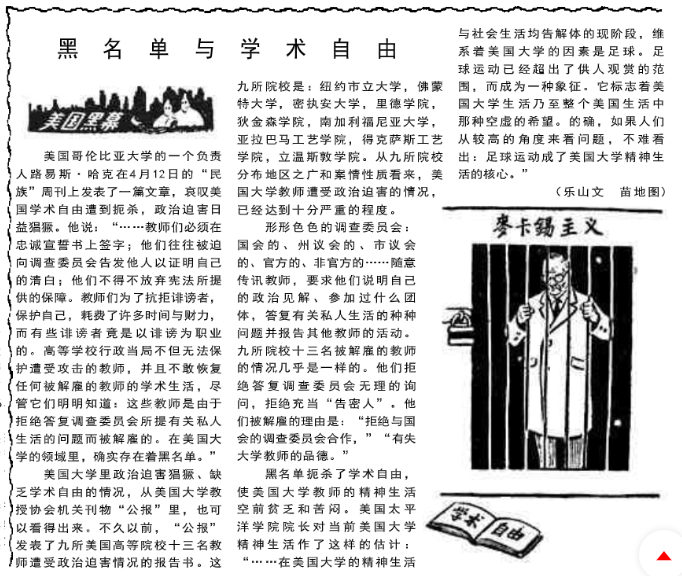 黑名单与学术自由
美国黑幕
美国哥伦比亚大学的一个负责
人路易斯·哈克在4月12日的“民
族”周刊上发表了一篇文章，哀叹美
国学术自由遭到扼杀，政治迫害日
益猖獗。他说：“……教师们必须在
忠诚宣誓书上签字；他们往往被迫
向调查委员会告发他人以证明自己
的清白；他们不得不放弃宪法所提
供的保障。教师们为了抗拒诽谤者，
保护自己，耗费了许多时间与财力，
而有些诽谤者竟是以诽谤为职业
的。高等学校行政当局不但无法保
护遭受攻击的教师，并且不敢恢复
任何被解雇的教师的学术生活，尽
管它们明明知道：这些教师是由于
拒绝答复调查委员会所提有关私人
生活的问题而被解雇的。在美国大
学的领域里，确实存在着黑名单。”
美国大学里政治迫害猖獗、缺
乏学术自由的情况，从美国大学教
授协会机关刊物“公报”里，也可
以看得出来。不久以前，“公报”
发表了九所美国高等院校十三名教
师遭受政治迫害情况的报告书。这
九所院校是：纽约市立大学，佛蒙
特大学，密执安大学，里德学院，
狄金森学院，南加利福尼亚大学，
亚拉巴马工艺学院，得克萨斯工艺
学院，立温斯敦学院。从九所院校
分布地区之广和案情性质看来，美
国大学教师遭受政治迫害的情况，
已经达到十分严重的程度。
形形色色的调查委员会：
国会的、州议会的、市议会
的、官方的、非官方的……随意
传讯教师，要求他们说明自己
的政治见解、参加过什么团
体，答复有关私人生活的种种
问题并报告其他教师的活动。
九所院校十三名被解雇的教师
的情况几乎是一样的。他们拒
绝答复调查委员会无理的询
问，拒绝充当“告密人”。他
们被解雇的理由是：“拒绝与国
会的调查委员会合作，”“有失
大学教师的品德。”
黑名单扼杀了学术自由，
使美国大学教师的精神生活
空前贫乏和苦闷。美国太平
洋学院院长对当前美国大学
精神生活作了这样的估计：
“……在美国大学的精神生活
与社会生活均告解体的现阶段，维
系着美国大学的因素是足球。足
球运动已经超出了供人观赏的范
围，而成为一种象征。它标志着美
国大学生活乃至整个美国生活中
那种空虚的希望。的确，如果人们
从较高的角度来看问题，不难看
出：足球运动成了美国大学精神生
活的核心。”
（乐山文 苗地图）
麥卡錫主义
学术自由